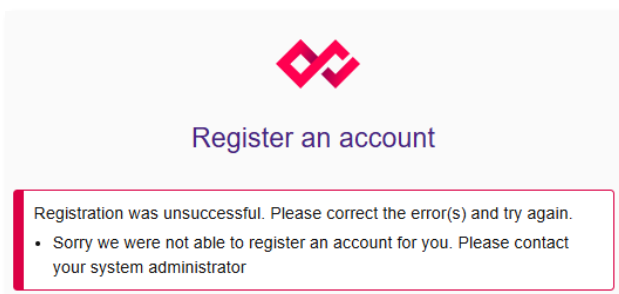 Register an account
Registration was unsuccessful. Please correct the error(s) and try again.
• Sorry we were not able to register an account for you. Please contact
your system administrator